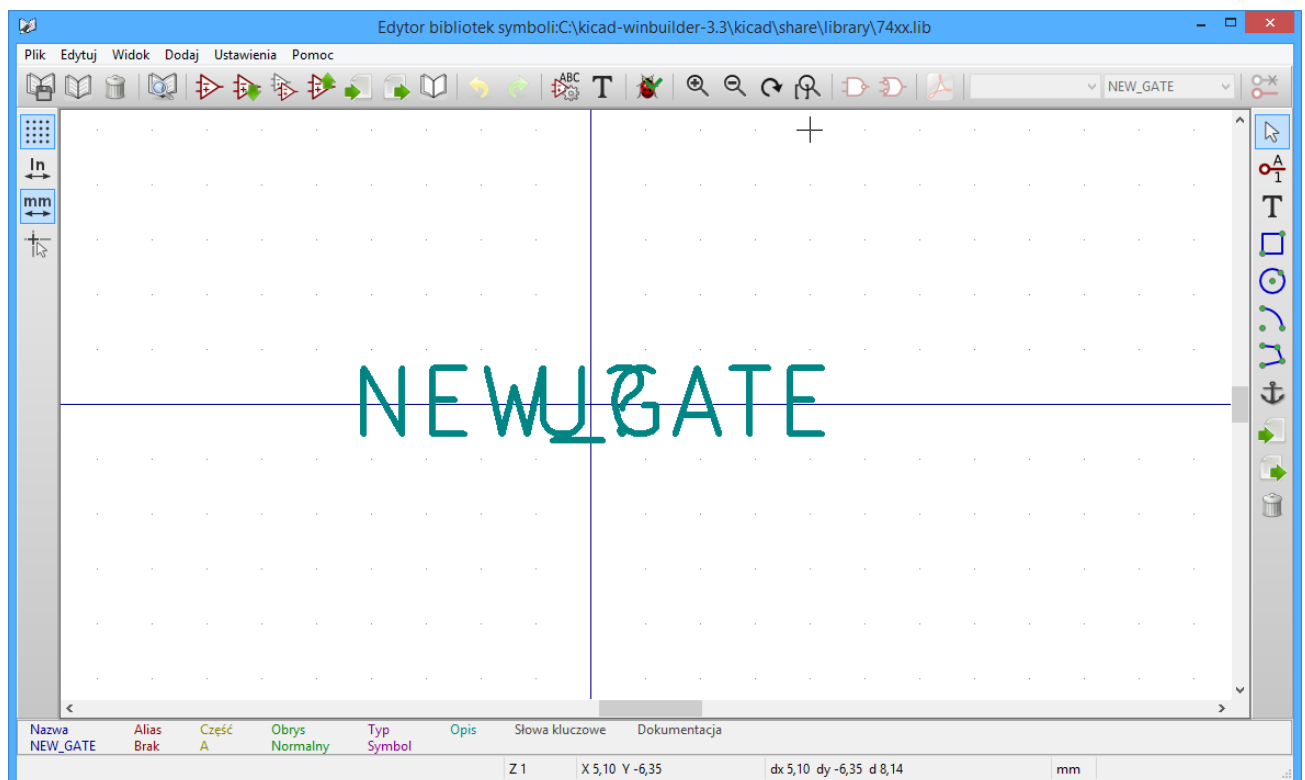 Edytor bibliotek symboli:C:\kicad-winbuilder-3.3\kicad\share\library\74xx.lib
Plik Edytuj Widok Dodaj Ustawienia Pomoc
ABC T NEW_GATE
In
mm
A
1
T
NEW_GATE
U?
Nazwa Alias Część Obrys Typ Opis Słowa kluczowe Dokumentacja
NEW_GATE Brak A Normalny Symbol
Z 1 X 5,10 Y -6,35 dx 5,10 dy -6,35 d 8,14 mm